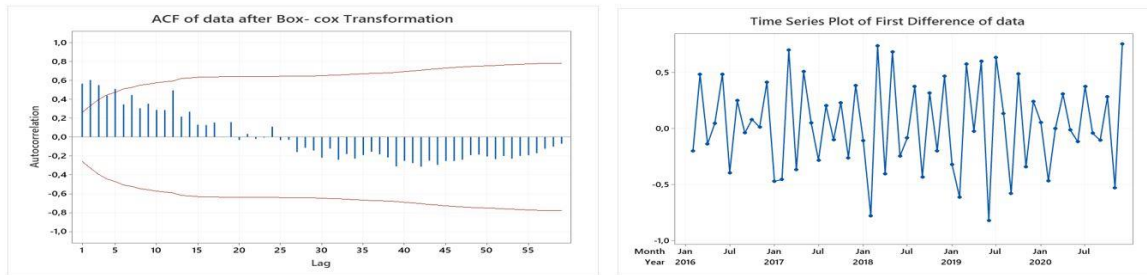 ACF of data after Box- cox Transformation
1,0
0,8
0,6
0,4
0,2
0,0
-0,2
-0,4
-0,6
-0,8
-1,0
Autocorrelation
1 5 10 15 20 25 30 35 40 45 50 55
Lag
Time Series Plot of First Difference of data
0,5
0,0
-0,5
-1,0
Month Jan Jul Jan Jul Jan Jul Jan Jul Jan Jul
Year 2016 2017 2018 2019 2020